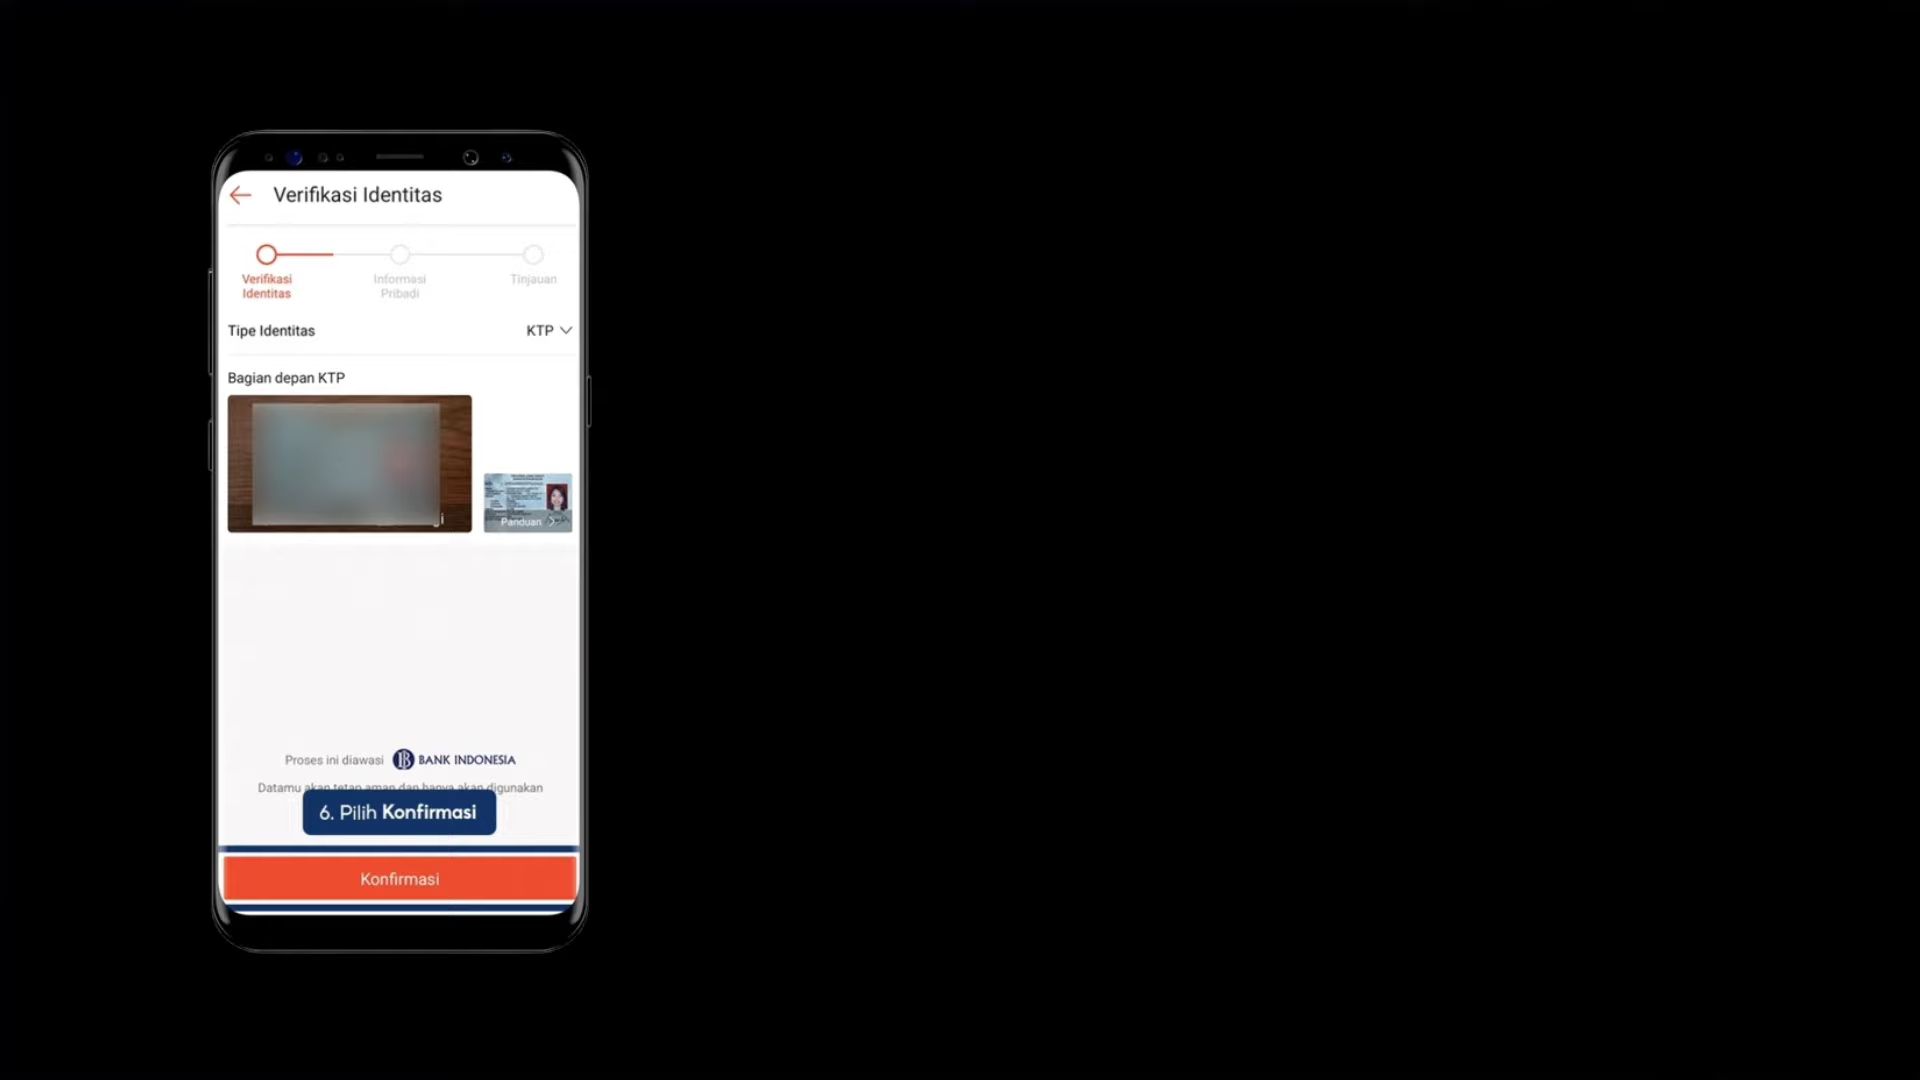 Verifikasi Identitas
Verifikasi
Identitas
Informasi
Pribadi
Tinjauan
Tipe Identitas
KTP
Bagian depan KTP
Panduan
Proses ini diawasi
BANK INDONESIA
Datamu akan tetap aman dan hanya akan digunakan
6. Pilih Konfirmasi
Konfirmasi